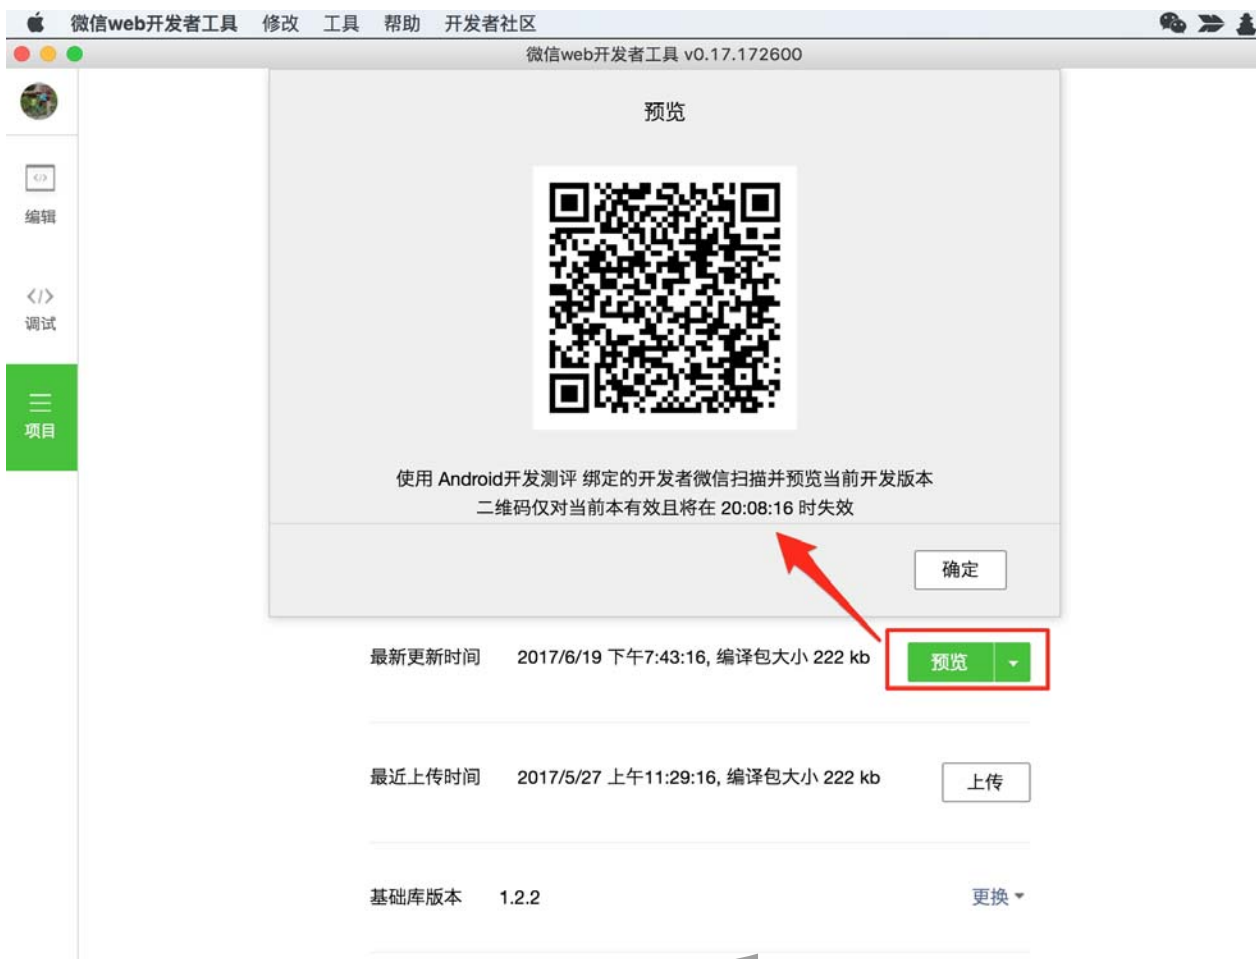 微信web开发者工具 修改 工具 帮助 开发者社区
微信web开发者工具 v0.17.172600
预览
</>
编辑
</>
调试
项目
使用 Android开发测评 绑定的开发者微信扫描并预览当前开发版本
二维码仅对当前本有效且将在 20:08:16 时失效
确定
最新更新时间 2017/6/19 下午7:43:16, 编译包大小 222 kb 预览
最近上传时间 2017/5/27 上午11:29:16, 编译包大小 222 kb 上传
基础库版本 1.2.2 更换